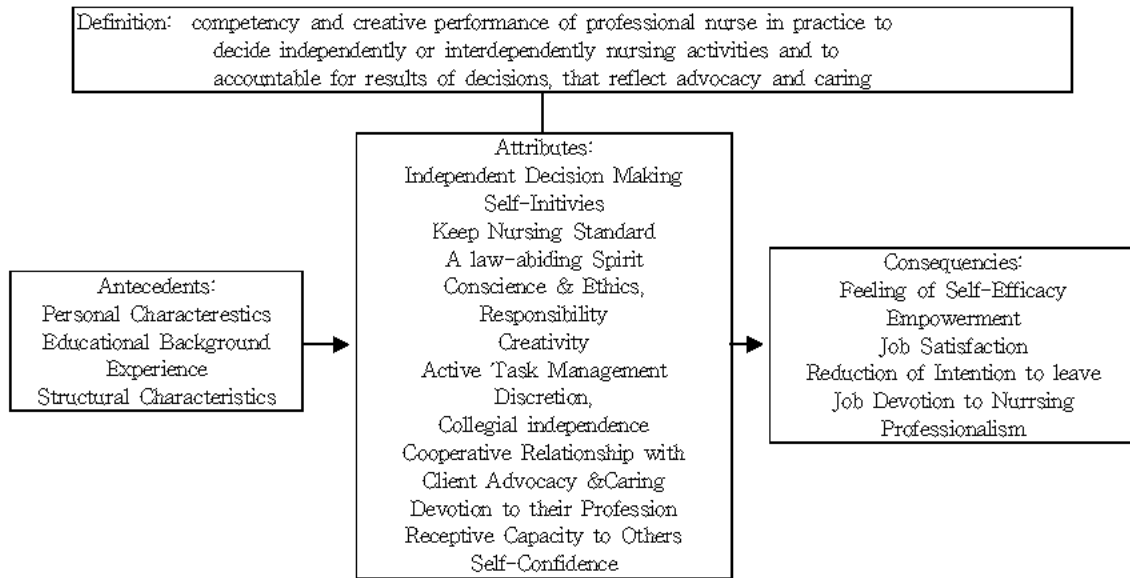 Definition: competency and creative performance of professional nurse in practice to
decide independently or interdependently nursing activities and to
accountable for results of decisions, that reflect advocacy and caring
Antecedents:
Personal Characterestics
Educational Background
Experience
Structural Characteristics
Attributes:
Independent Decision Making
Self-Initivies
Keep Nursing Standard
A law-abiding Spirit
Conscience & Ethics,
Responsibility
Creativity
Active Task Management
Discretion,
Collegial independence
Cooperative Relationship with
Client Advocacy &Caring
Devotion to their Profession
Receptive Capacity to Others
Self-Confidence
Consequencies:
Feeling of Self-Efficacy
Empowerment
Job Satisfaction
Reduction of Intention to leave
Job Devotion to Nurrsing
Professionalism